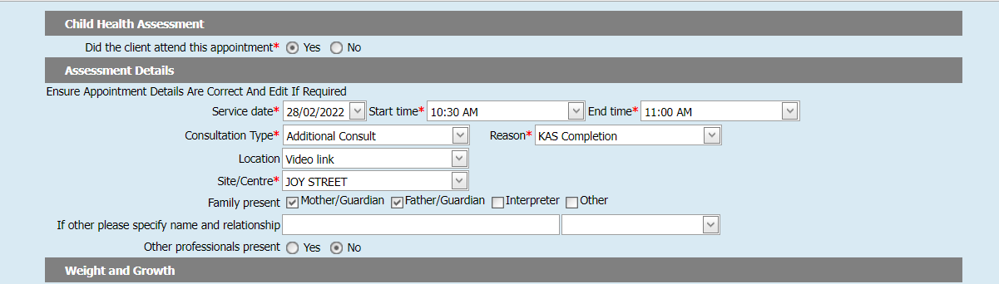 Child Health Assessment
Did the client attend this appointment* Yes No
Assessment Details
Ensure Appointment Details Are Correct And Edit If Required
Service date* 28/02/2022 Start time* 10:30 AM End time* 11:00 AM
Consultation Type* Additional Consult Reason* KAS Completion
Location Video link
Site/Centre* JOY STREET
Family present Mother/Guardian Father/Guardian Interpreter Other
If other please specify name and relationship
Other professionals present Yes No
Weight and Growth